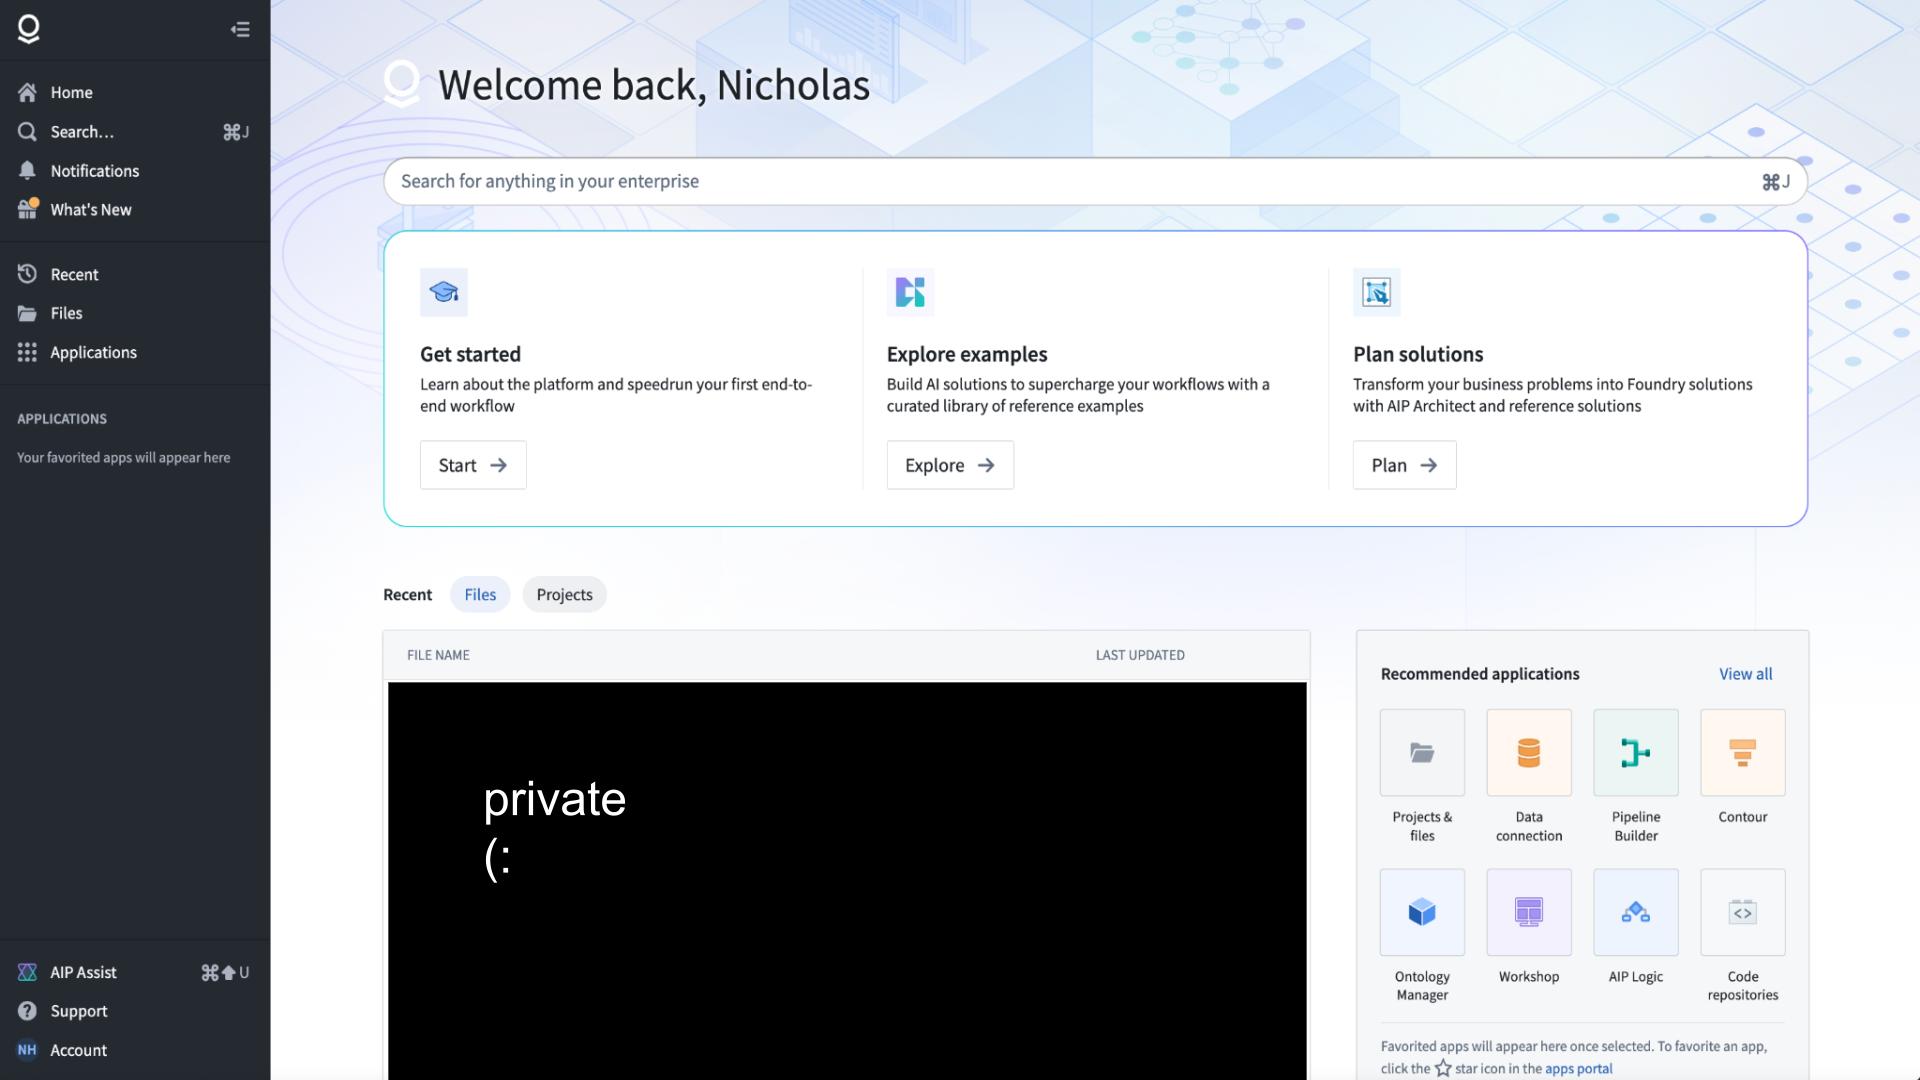 Home
Search... ⌘J
Notifications
What's New
Recent
Files
Applications
APPLICATIONS
Your favorited apps will appear here
AIP Assist ⌘⬆U
Support
NH Account
Welcome back, Nicholas
Search for anything in your enterprise ⌘J
Get started
Learn about the platform and speedrun your first end-to-
end workflow
Start →
Explore examples
Build AI solutions to supercharge your workflows with a
curated library of reference examples
Explore →
Plan solutions
Transform your business problems into Foundry solutions
with AIP Architect and reference solutions
Plan →
Recent Files Projects
FILE NAME LAST UPDATED
private
(:
Recommended applications View all
Projects &
files
Data
connection
Pipeline
Builder
Contour
Ontology
Manager
Workshop
AIP Logic
<>
Code
repositories
Favorited apps will appear here once selected. To favorite an app,
click the ☆ star icon in the apps portal